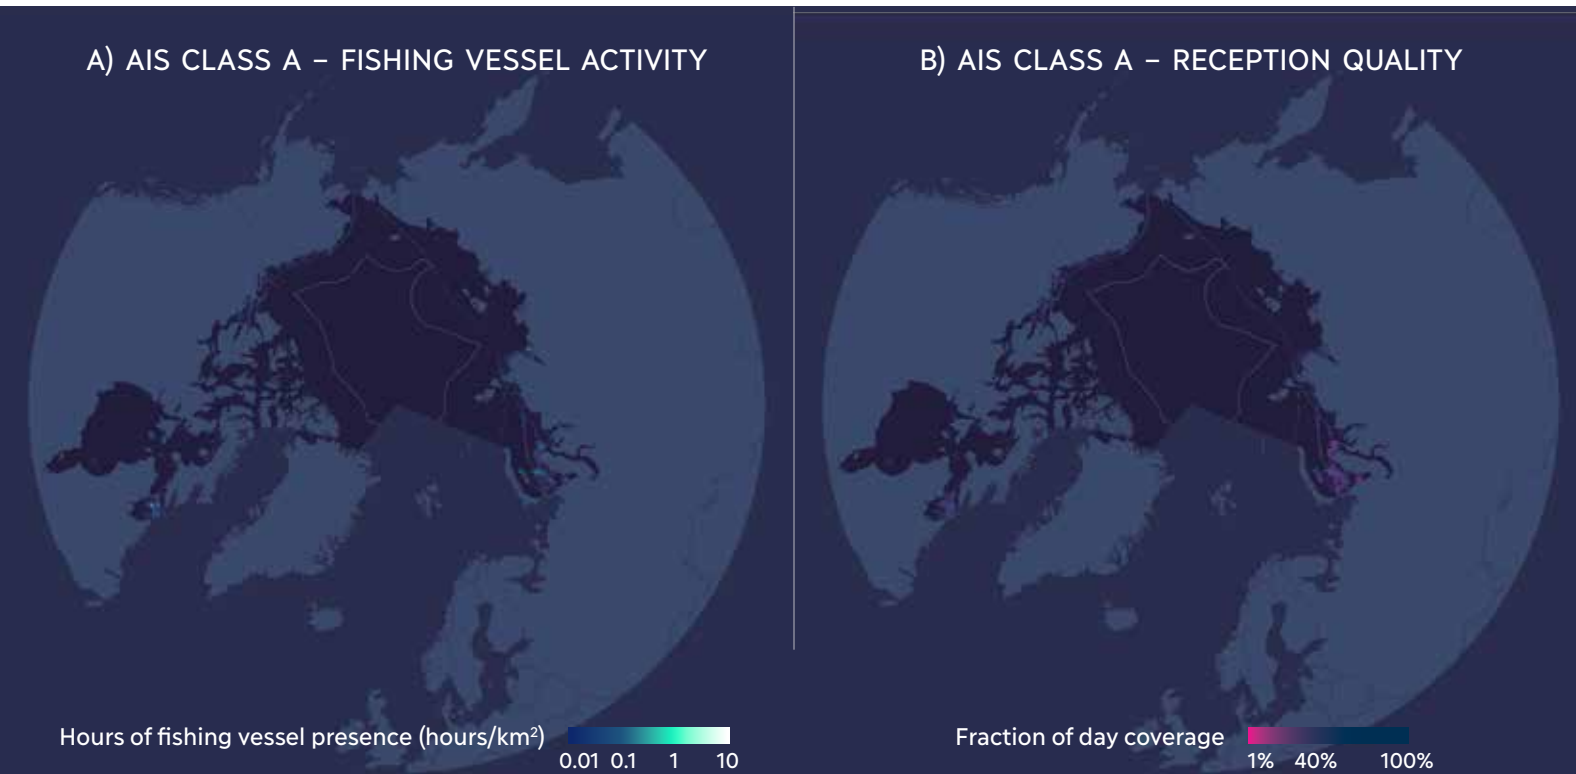 A) AIS CLASS A – FISHING VESSEL ACTIVITY
B) AIS CLASS A – RECEPTION QUALITY
Hours of fishing vessel presence (hours/km²)
0.01 0.1 1 10
Fraction of day coverage
1% 40% 100%